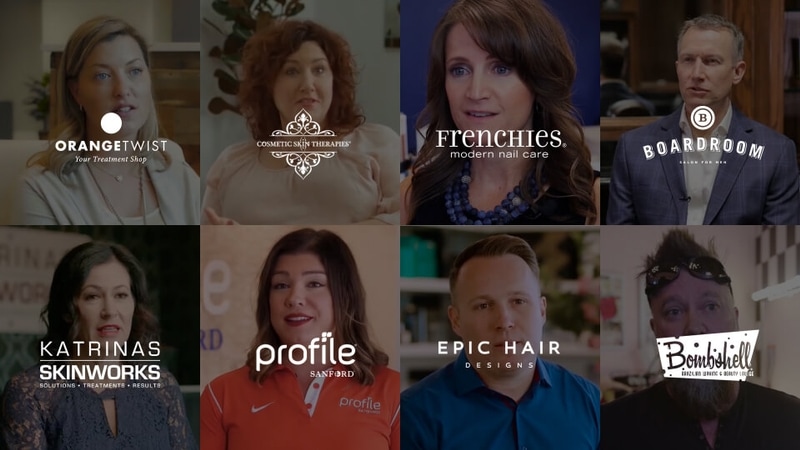 ORANGETWIST
Your Treatment Shop
COSMETIC SKIN THERAPIES
FRENCHIES®
modern nail care
B
BOARDROOM
SALON FOR MEN
KATRINAS
SKINWORKS
SOLUTIONS • TREATMENTS • RESULTS
profile
SANFORD
profile
EPIC HAIR
DESIGNS
Bombshell
BRAZILIAN WAXING & BEAUTY LOUNGE